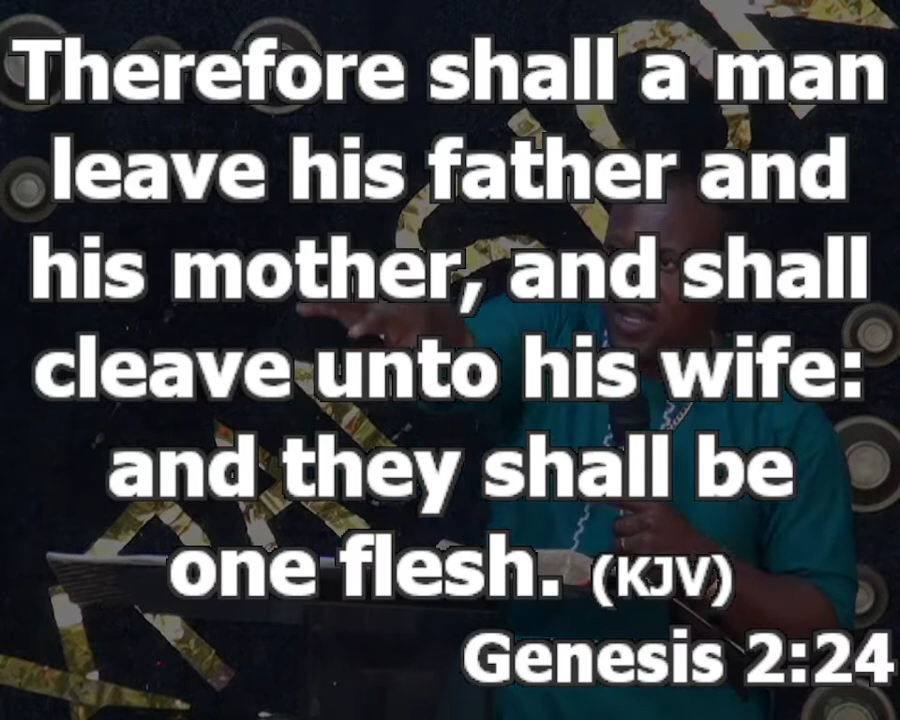 Therefore shall a man
leave his father and
his mother, and shall
cleave unto his wife:
and they shall be
one flesh. (KJV)
Genesis 2:24